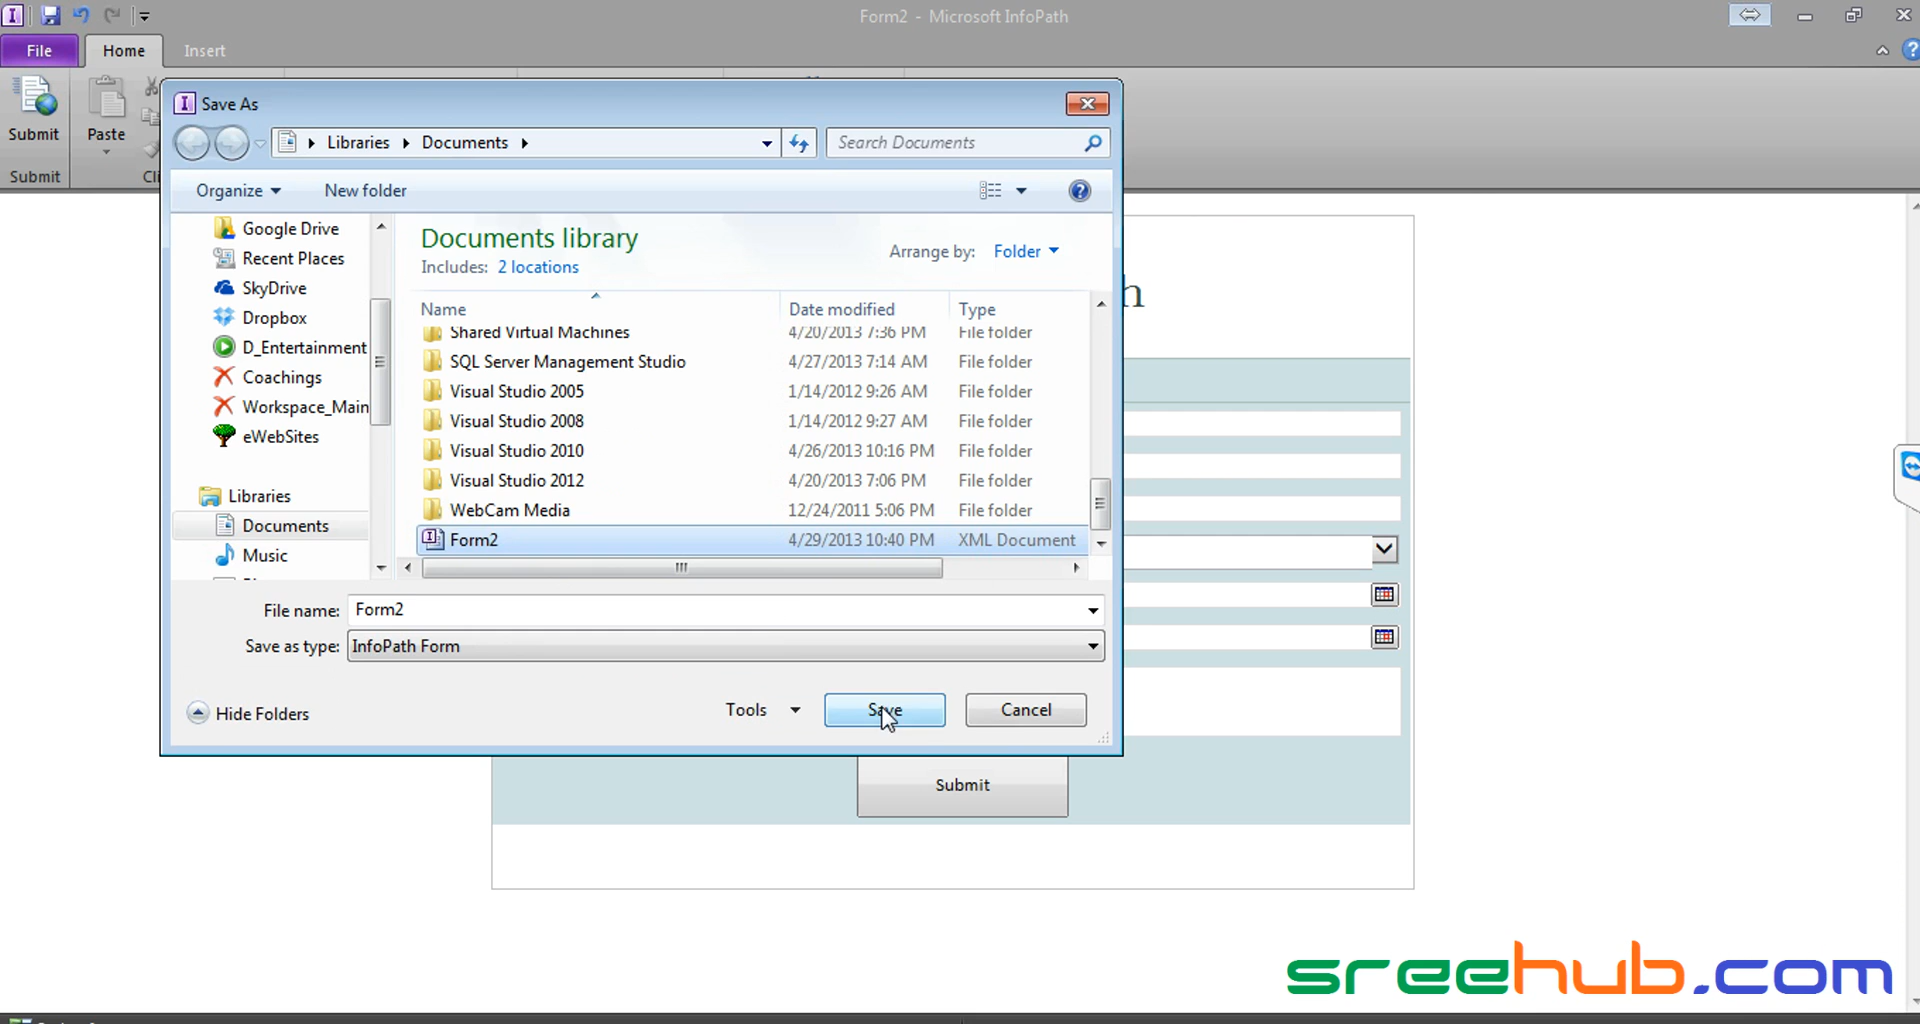 Form2 - Microsoft InfoPath
File Home Insert
Submit Paste
Submit Cli
Save As
Libraries Documents Search Documents
Organize New folder
Google Drive
Recent Places
SkyDrive
Dropbox
D_Entertainment
Coachings
Workspace_Main
eWebSites
Libraries
Documents
Music
Documents library
Includes: 2 locations
Arrange by: Folder
Name Date modified Type
Shared Virtual Machines 4/20/2013 7:36 PM File folder
SQL Server Management Studio 4/27/2013 7:14 AM File folder
Visual Studio 2005 1/14/2012 9:26 AM File folder
Visual Studio 2008 1/14/2012 9:27 AM File folder
Visual Studio 2010 4/26/2013 10:16 PM File folder
Visual Studio 2012 4/20/2013 7:06 PM File folder
WebCam Media 12/24/2011 5:06 PM File folder
Form2 4/29/2013 10:40 PM XML Document
File name: Form2
Save as type: InfoPath Form
Hide Folders Tools Save Cancel
h
Submit
sreehub.com